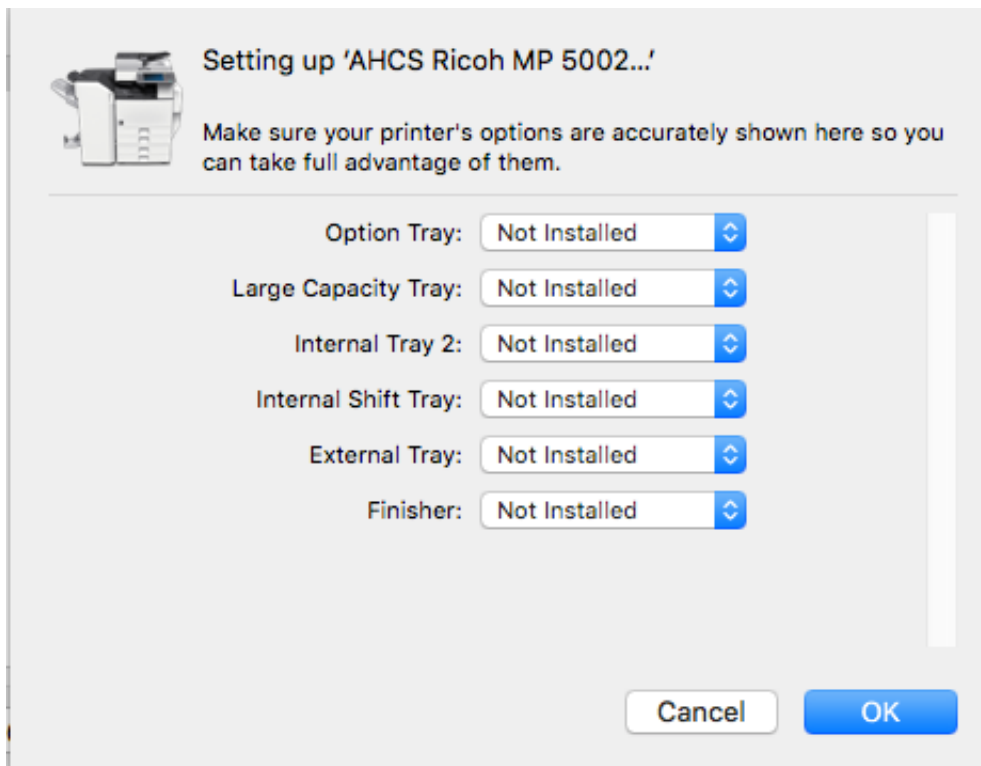 Setting up ‘AHCS Ricoh MP 5002...’
Make sure your printer's options are accurately shown here so you
can take full advantage of them.
Option Tray: Not Installed
Large Capacity Tray: Not Installed
Internal Tray 2: Not Installed
Internal Shift Tray: Not Installed
External Tray: Not Installed
Finisher: Not Installed
Cancel OK